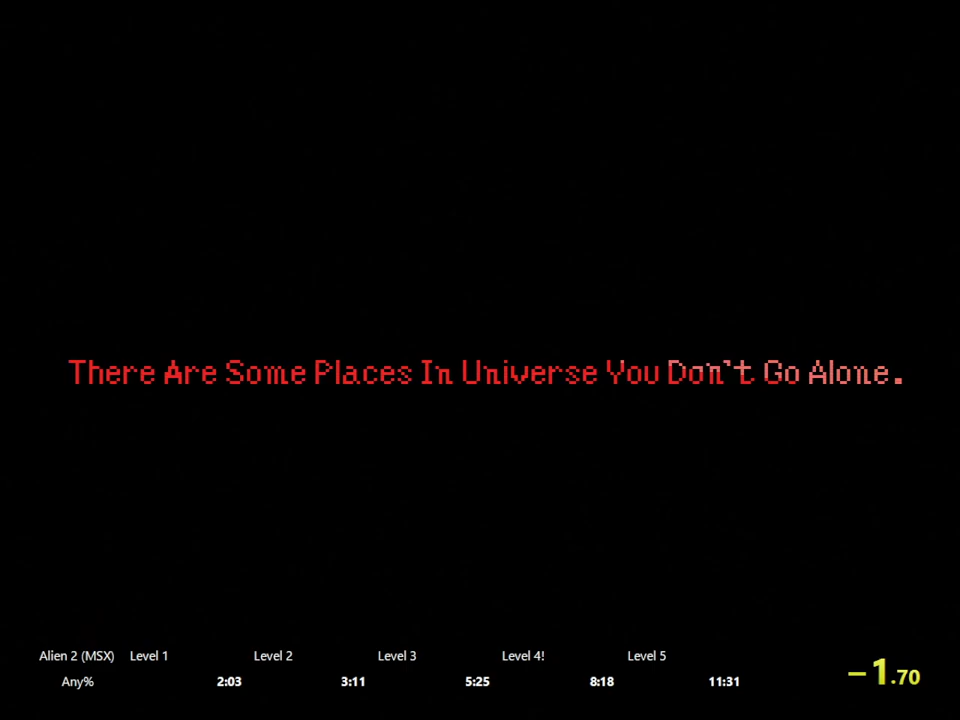 There Are Some Places In Universe You Don't Go Alone.
Alien 2 (MSX) Level 1 Level 2 Level 3 Level 4! Level 5
Any% 2:03 3:11 5:25 8:18 11:31
−1.70